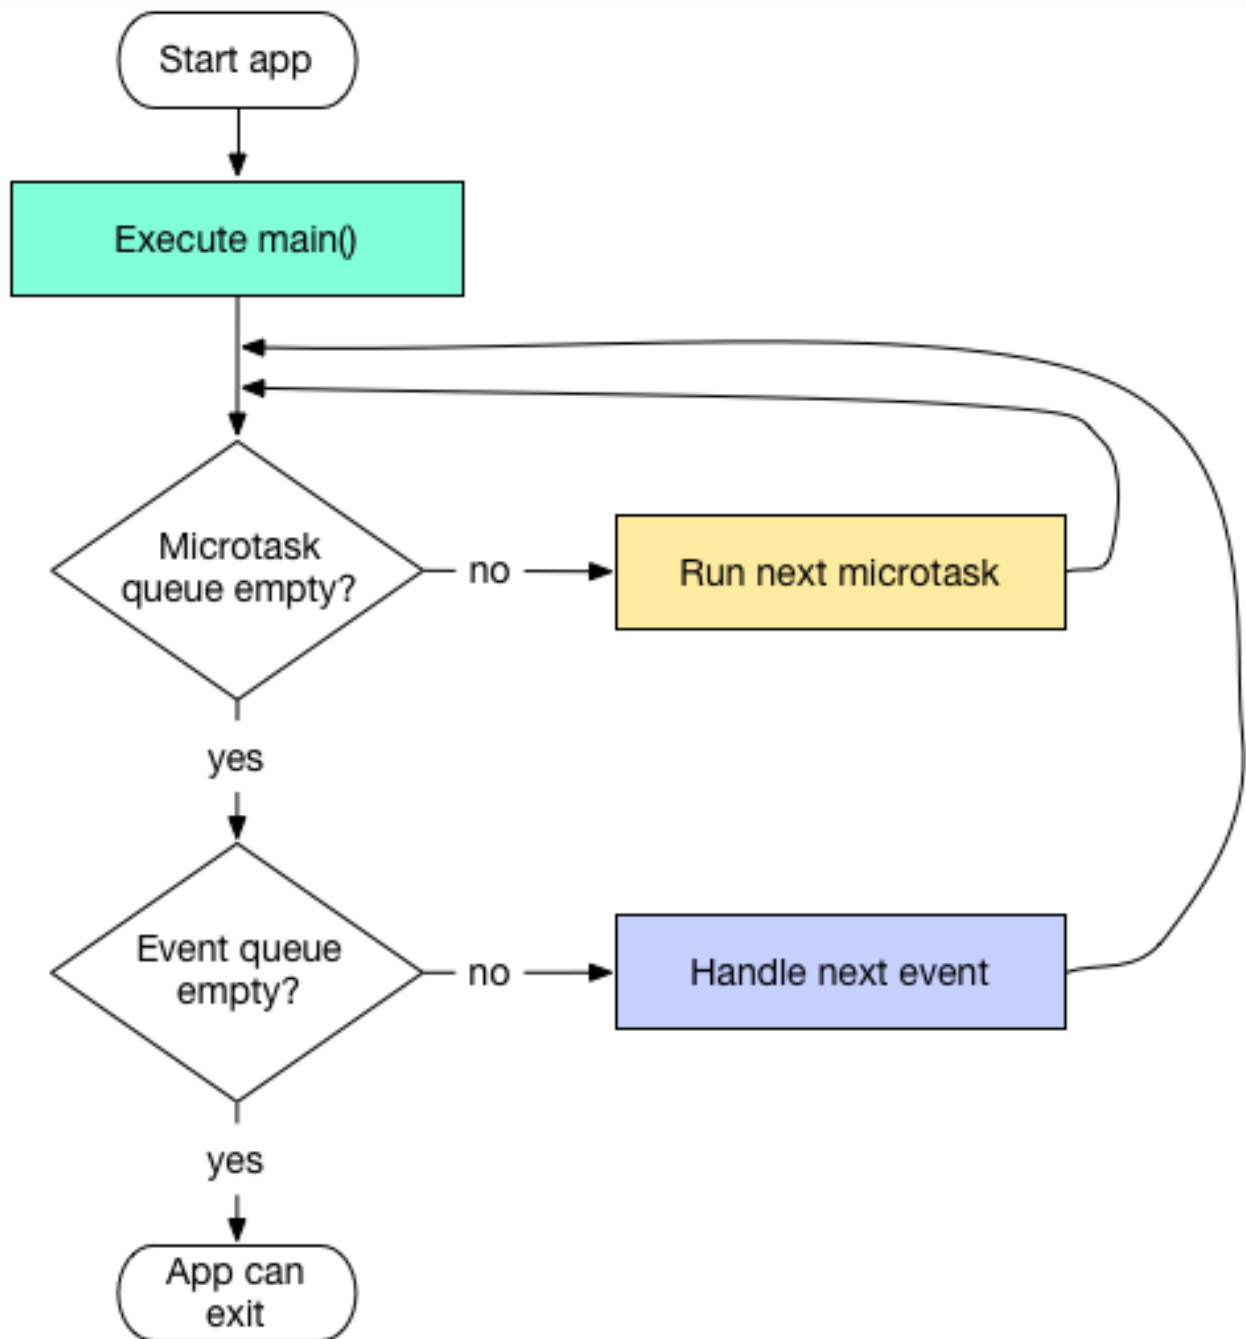 Start app
Execute main()
Microtask
queue empty?
no
Run next microtask
yes
Event queue
empty?
no
Handle next event
yes
App can
exit